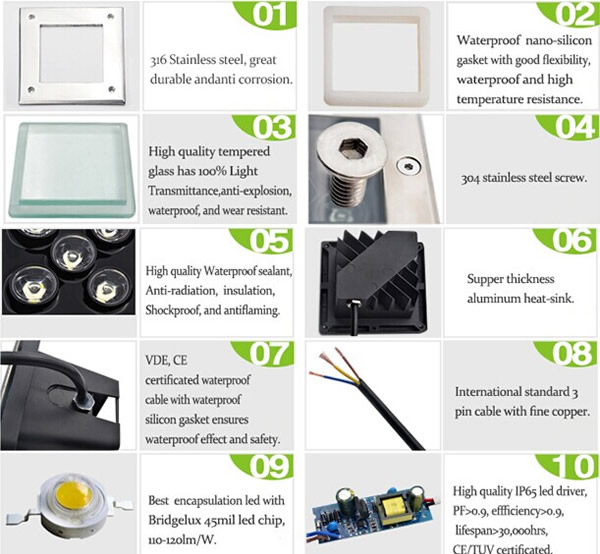 01
316 Stainless steel, great
durable andanti corrosion.
02
Waterproof nano-silicon
gasket with good flexibility,
waterproof and high
temperature resistance.
03
High quality tempered
glass has 100% Light
Transmittance,anti-explosion,
waterproof, and wear resistant.
04
304 stainless steel screw.
05
High quality Waterproof sealant,
Anti-radiation, insulation,
Shockproof, and antiflaming.
06
Supper thickness
aluminum heat-sink.
07
VDE, CE
certificated waterproof
cable with waterproof
silicon gasket ensures
waterproof effect and safety.
08
International standard 3
pin cable with fine copper.
09
Best encapsulation led with
Bridgelux 45mil led chip,
110-120lm/W.
10
High quality IP65 led driver,
PF>0.9, effficiency>0.9,
lifespan>30,000hrs,
CE/TUV certificated.